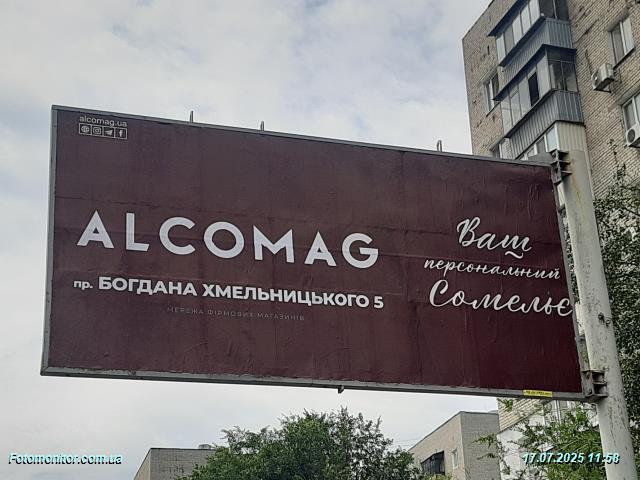 alcomag.ua
ALCOMAG
пр. БОГДАНА ХМЕЛЬНИЦЬКОГО 5
МЕРЕЖА ФІРМОВИХ МАГАЗИНІВ
Ваш
персональний
Сомельє
Fotomonitor.com.ua
17.07.2025 11:58